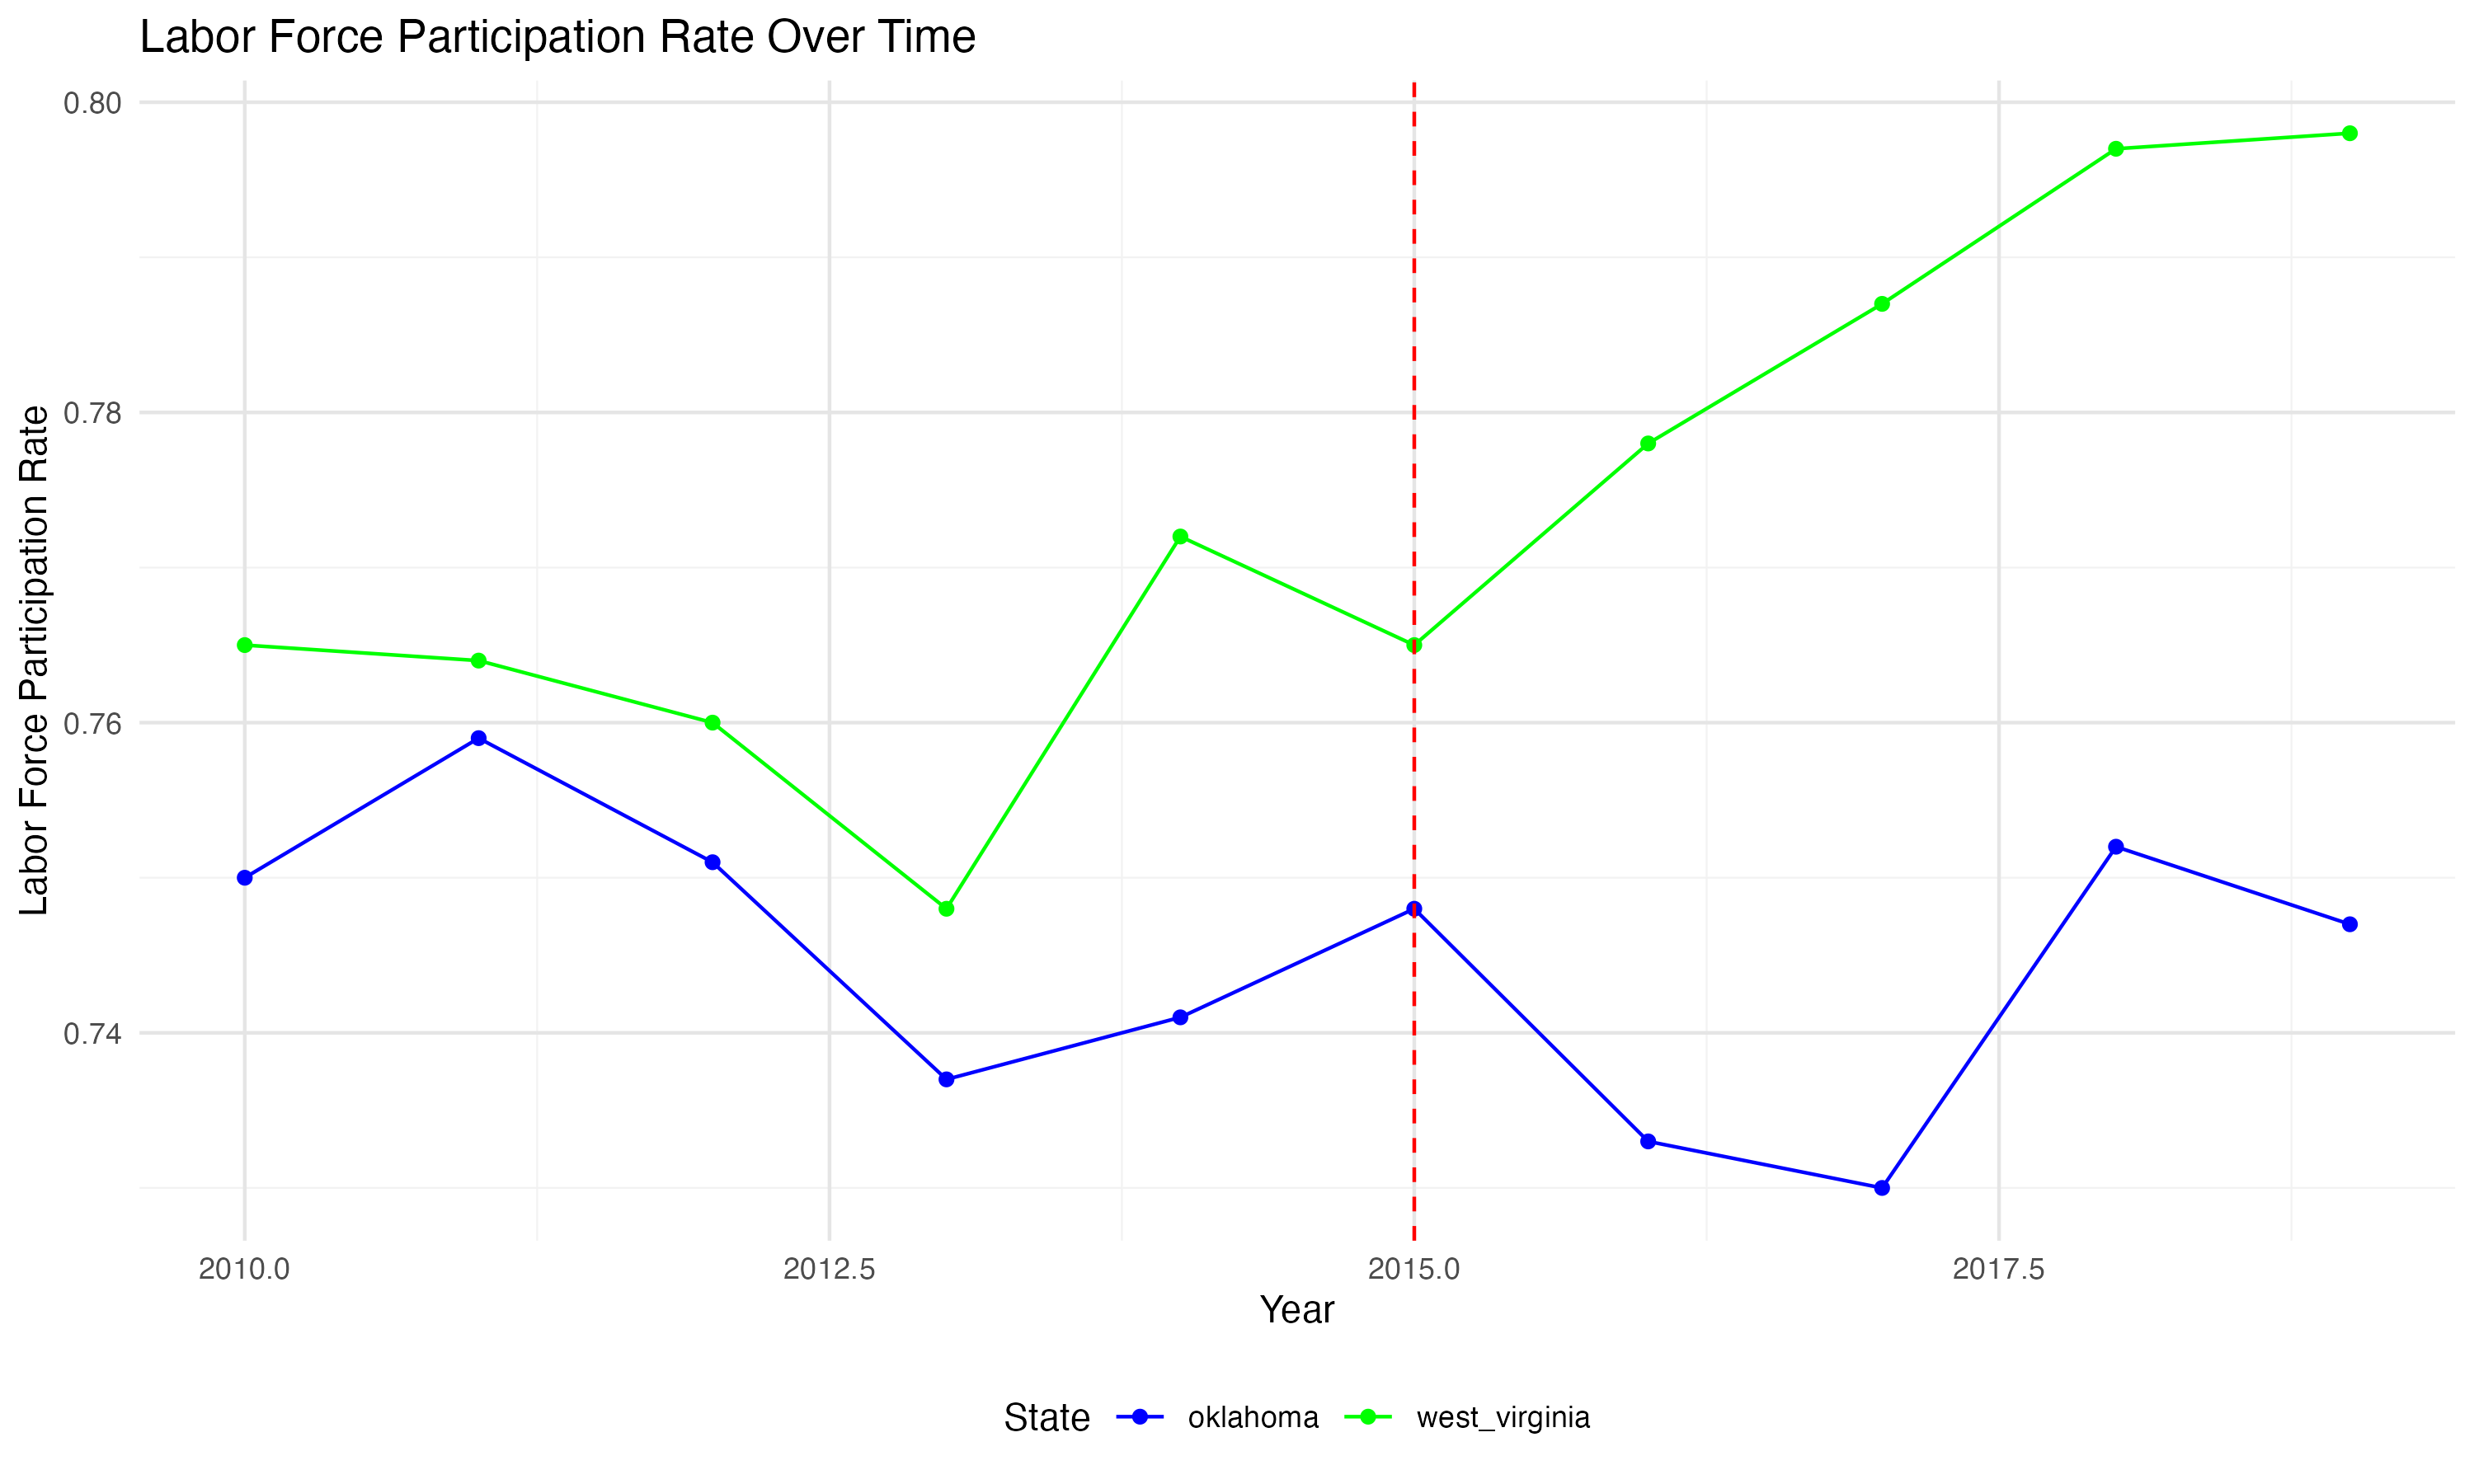 Labor Force Participation Rate Over Time
Labor Force Participation Rate
0.80
0.78
0.76
0.74
2010.0 2012.5 2015.0 2017.5
Year
State oklahoma west_virginia